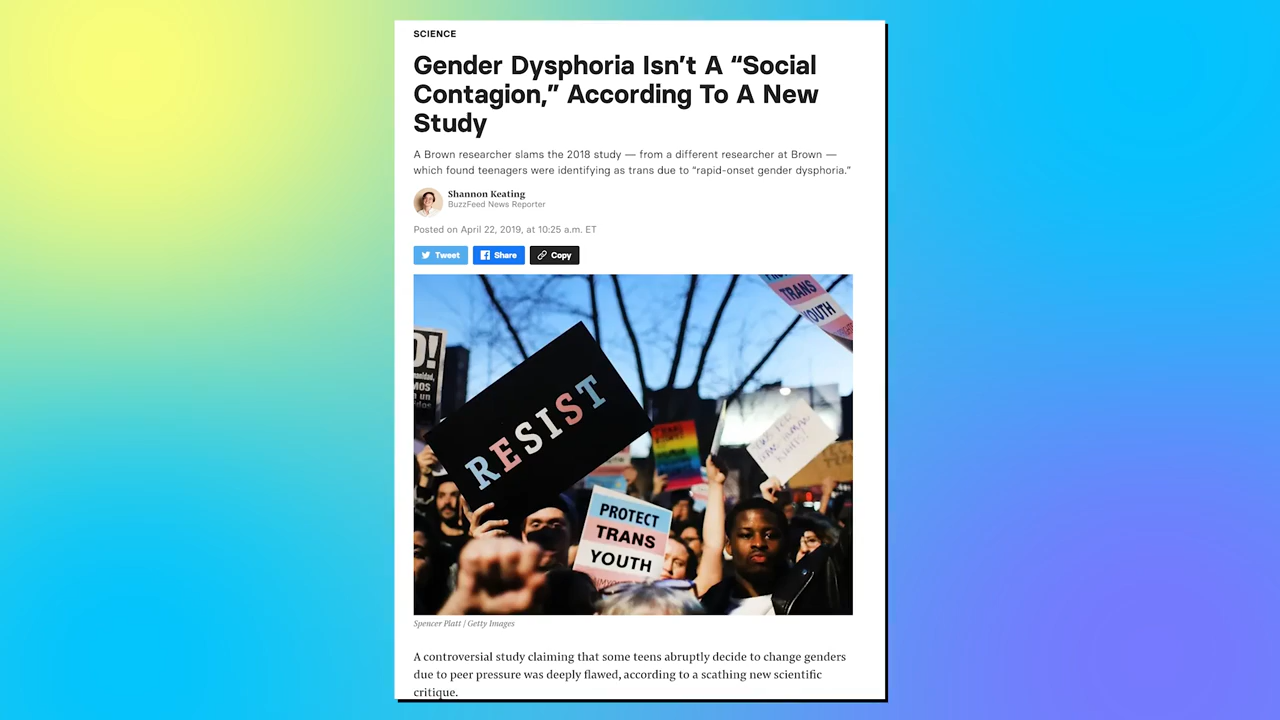 SCIENCE
Gender Dysphoria Isn’t A “Social
Contagion,” According To A New
Study
A Brown researcher slams the 2018 study — from a different researcher at Brown —
which found teenagers were identifying as trans due to “rapid-onset gender dysphoria.”
Shannon Keating
BuzzFeed News Reporter
Posted on April 22, 2019, at 10:25 a.m. ET
Tweet Share Copy
TRANS
YOUTH
RESIST
PROTECT
TRANS
YOUTH
Spencer Platt / Getty Images
A controversial study claiming that some teens abruptly decide to change genders
due to peer pressure was deeply flawed, according to a scathing new scientific
critique.